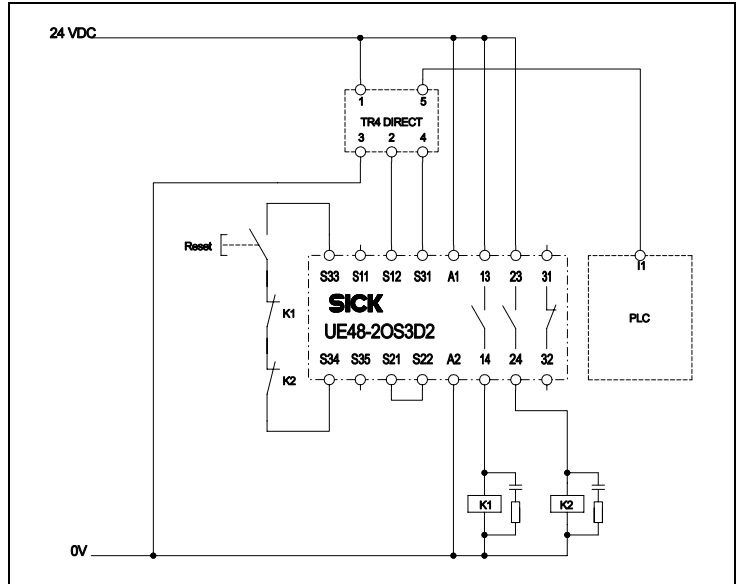 24 VDC
1 5
TR4 DIRECT
3 2 4
Reset
S33 S11 S12 S31 A1 13 23 31
I1
SICK
UE48-2OS3D2
K1
PLC
S34 S35 S21 S22 A2 14 24 32
K2
K1 K2
0V